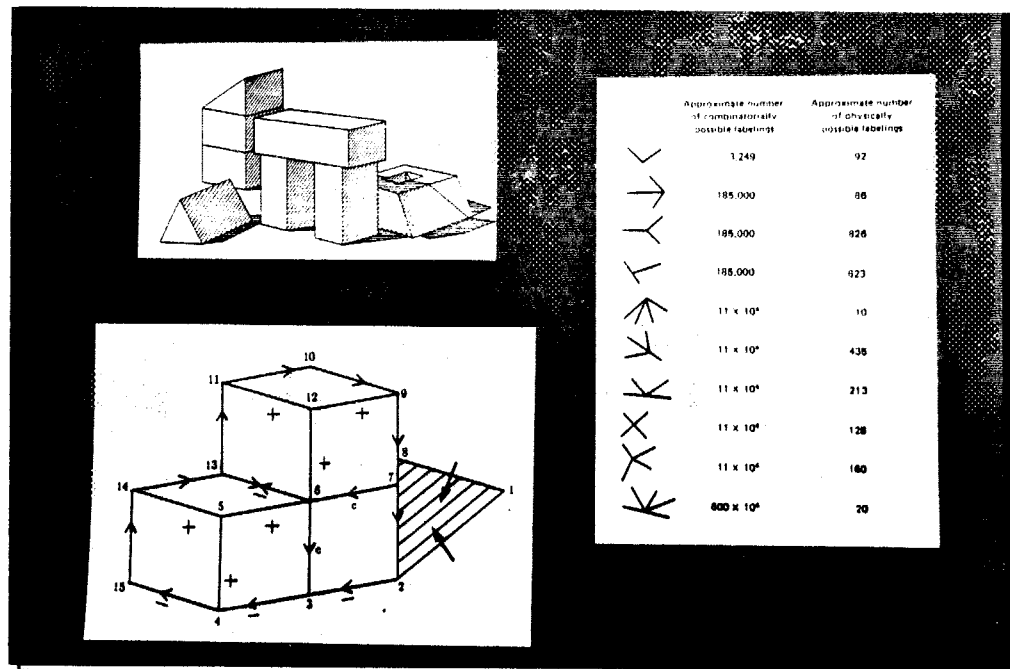 Approximate number of combinatorially possible labelings
Approximate number of physically possible labelings
3,249 92
185,000 86
185,000 826
185,000 623
11 × 10⁶ 10
11 × 10⁶ 435
11 × 10⁶ 213
11 × 10⁶ 128
11 × 10⁶ 160
600 × 10⁶ 20
10
11
12
9
+ +
8
+
13
7
6
14
1
5
c
+ +
c
+
15
2
3
4